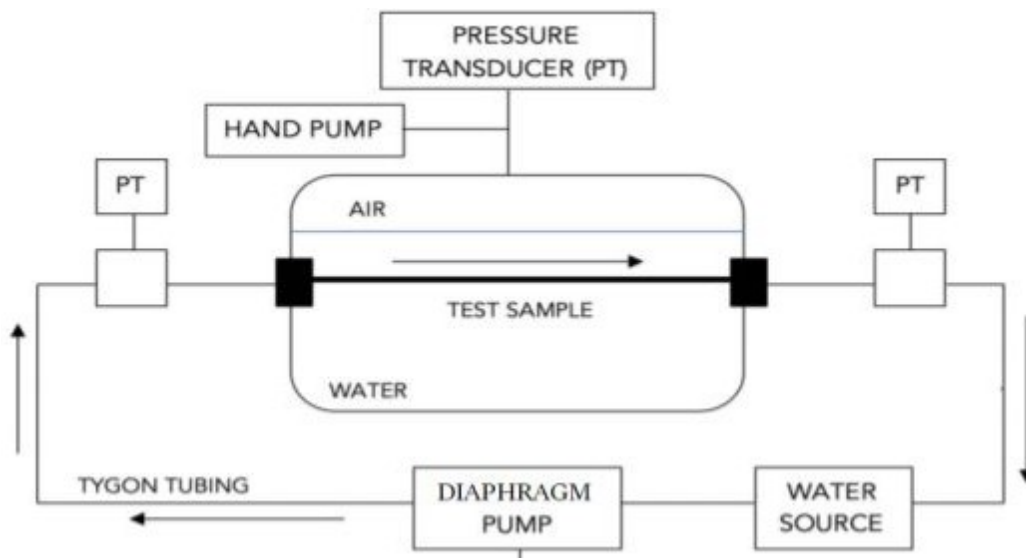 PRESSURE
TRANSDUCER (PT)
HAND PUMP
PT
PT
AIR
TEST SAMPLE
WATER
TYGON TUBING
DIAPHRAGM
PUMP
WATER
SOURCE